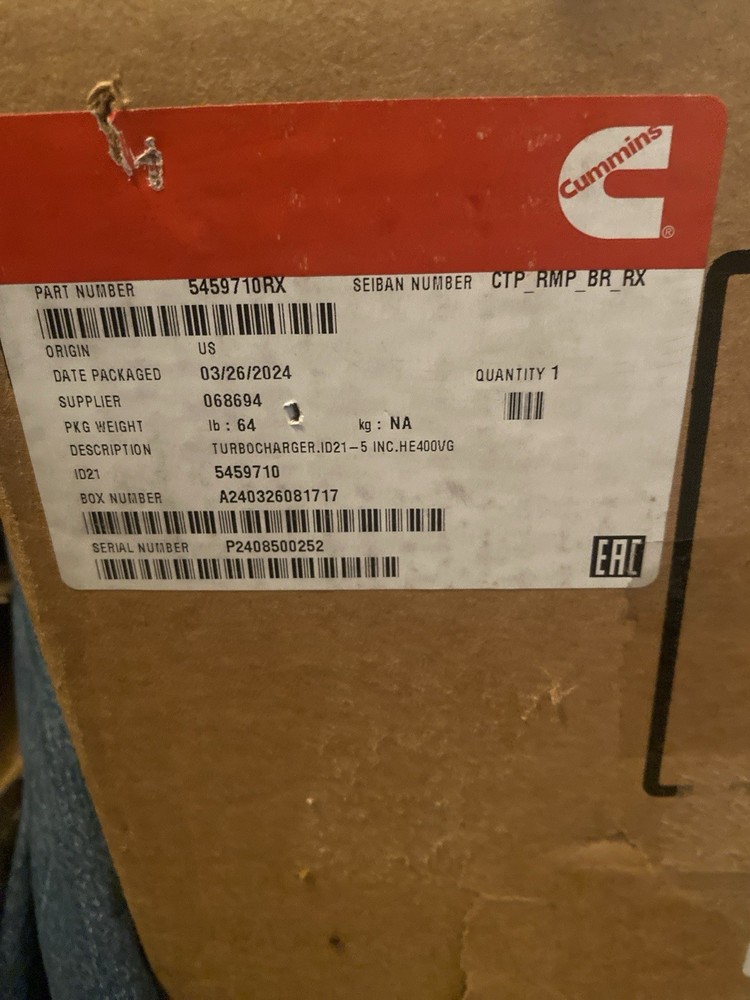 Cummins
®
PART NUMBER 5459710RX SEIBAN NUMBER CTP_RMP_BR_RX
ORIGIN US
DATE PACKAGED 03/26/2024 QUANTITY 1
SUPPLIER 068694
PKG WEIGHT lb : 64 kg : NA
DESCRIPTION TURBOCHARGER.ID21-5 INC.HE400VG
ID21 5459710
BOX NUMBER A240326081717
SERIAL NUMBER P2408500252
EAC